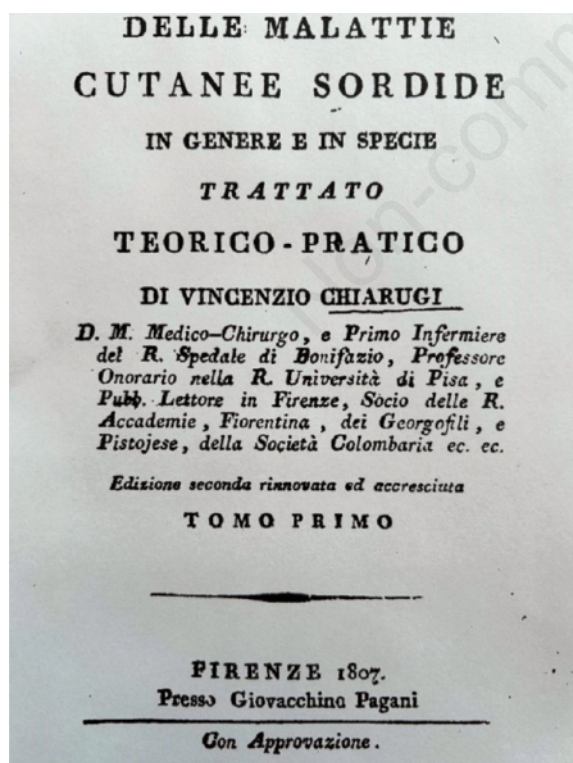 DELLE MALATTIE
CUTANEE SORDIDE
IN GENERE E IN SPECIE
TRATTATO
TEORICO-PRATICO
DI VINCENZIO CHIARUGI
D. M. Medico-Chirurgo, e Primo Infermiere
del R. Spedale di Bonifazio, Professore
Onorario nella R. Università di Pisa, e
Pubb. Lettore in Firenze, Socio delle R.
Accademie, Fiorentina, dei Georgofili, e
Pistojese, della Società Colombaria ec. ec.
Edizione seconda rinnovata ed accresciuta
TOMO PRIMO
FIRENZE 1807.
Presso Giovacchino Pagani
Con Approvazione.